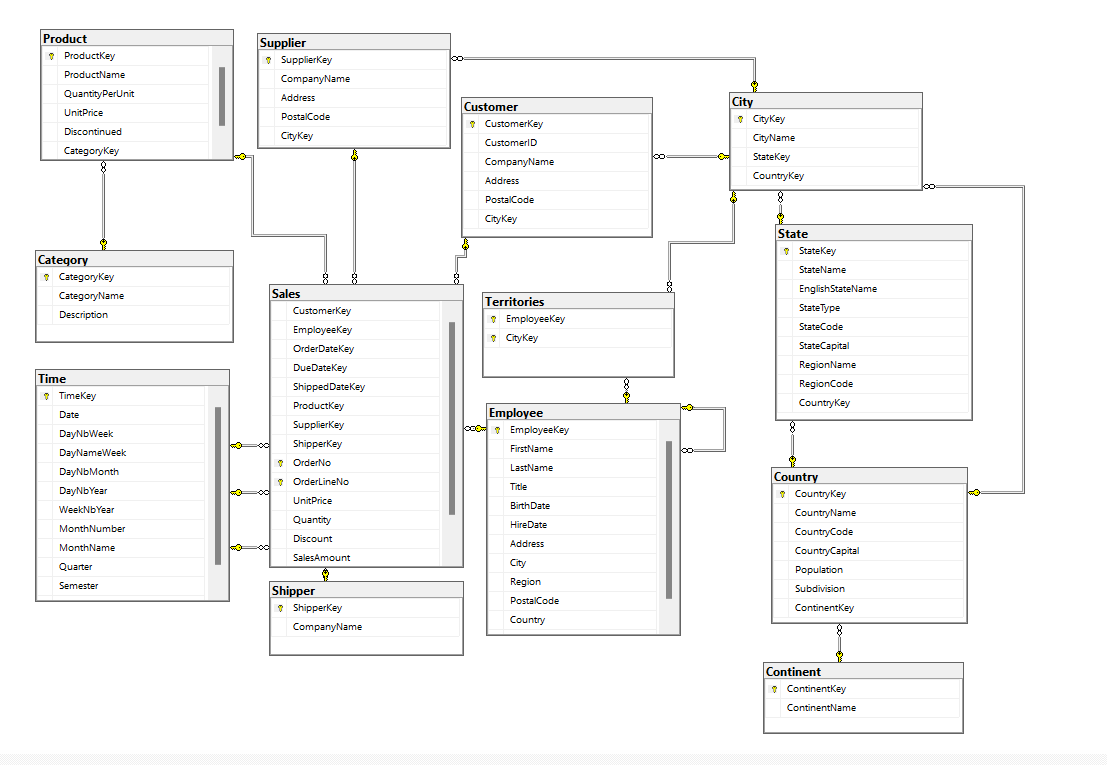 Product
ProductKey
ProductName
QuantityPerUnit
UnitPrice
Discontinued
CategoryKey
Supplier
SupplierKey
CompanyName
Address
PostalCode
CityKey
Customer
CustomerKey
CustomerID
CompanyName
Address
PostalCode
CityKey
City
CityKey
CityName
StateKey
CountryKey
Category
CategoryKey
CategoryName
Description
Sales
CustomerKey
EmployeeKey
OrderDateKey
DueDateKey
ShippedDateKey
ProductKey
SupplierKey
ShipperKey
OrderNo
OrderLineNo
UnitPrice
Quantity
Discount
SalesAmount
Territories
EmployeeKey
CityKey
State
StateKey
StateName
EnglishStateName
StateType
StateCode
StateCapital
RegionName
RegionCode
CountryKey
Time
TimeKey
Date
DayNbWeek
DayNameWeek
DayNbMonth
DayNbYear
WeekNbYear
MonthNumber
MonthName
Quarter
Semester
Employee
EmployeeKey
FirstName
LastName
Title
BirthDate
HireDate
Address
City
Region
PostalCode
Country
Country
CountryKey
CountryName
CountryCode
CountryCapital
Population
Subdivision
ContinentKey
Shipper
ShipperKey
CompanyName
Continent
ContinentKey
ContinentName